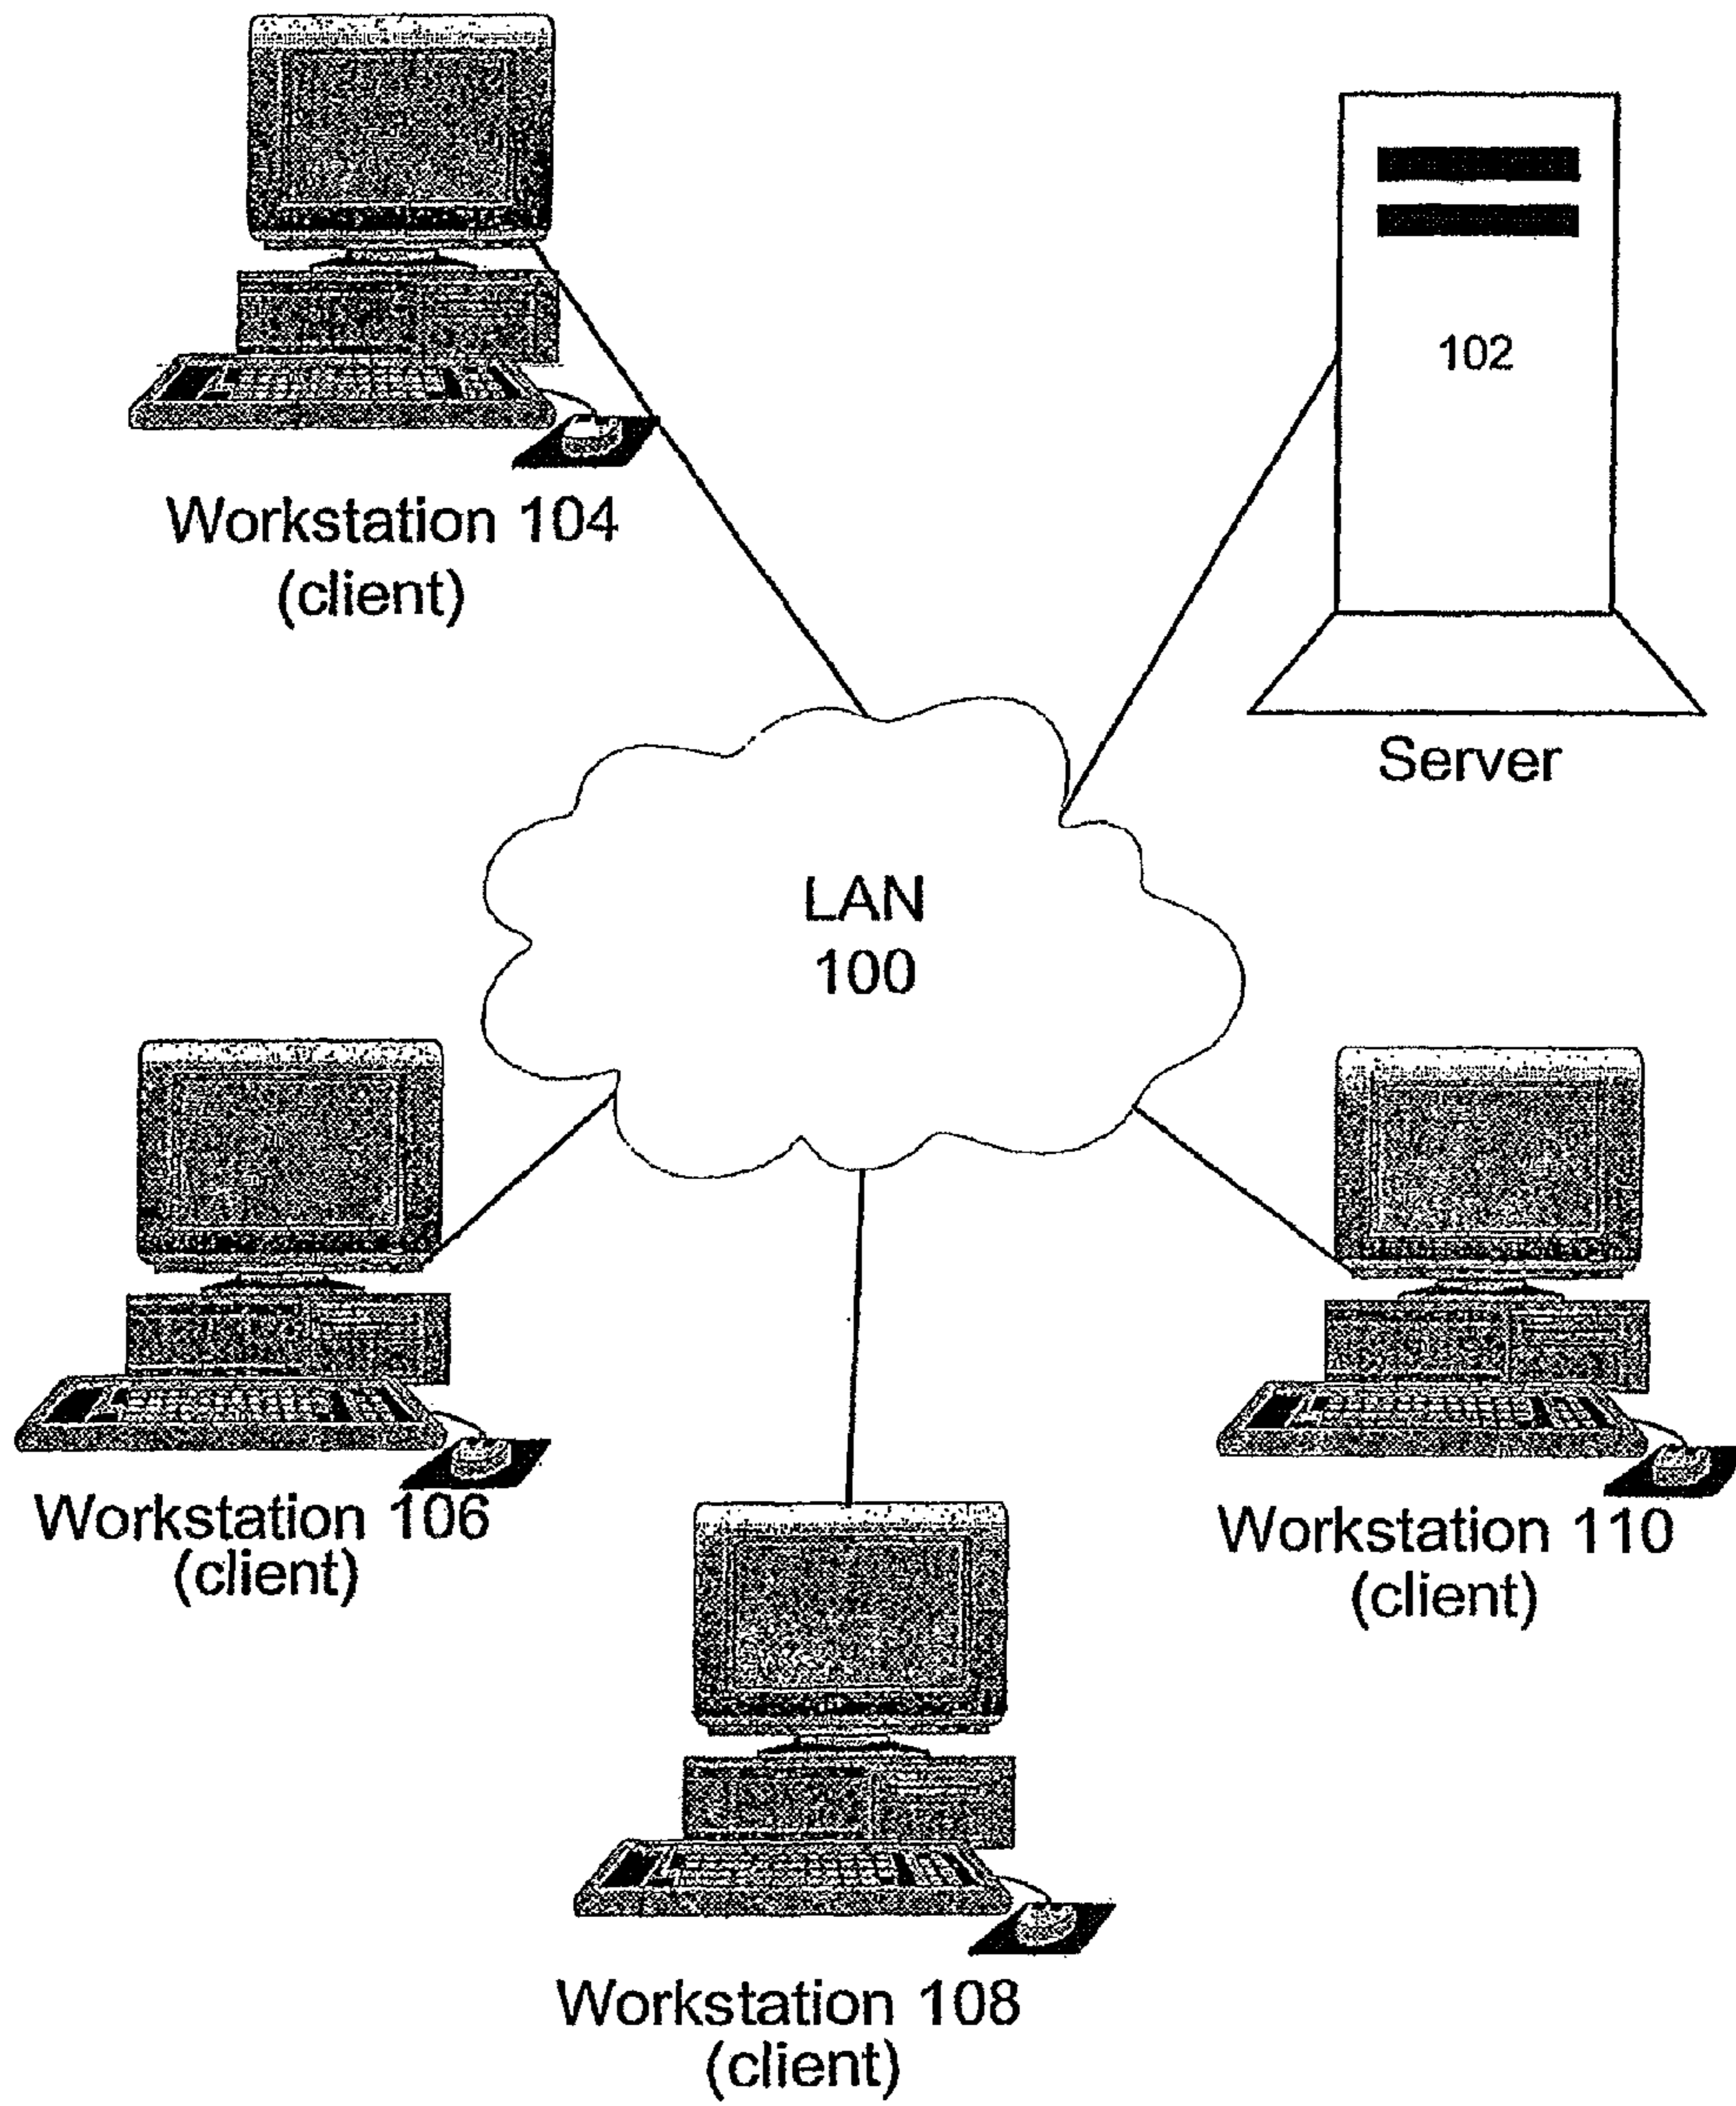 Workstation 104
(client)
102
Server
LAN
100
Workstation 106
(client)
Workstation 110
(client)
Workstation 108
(client)